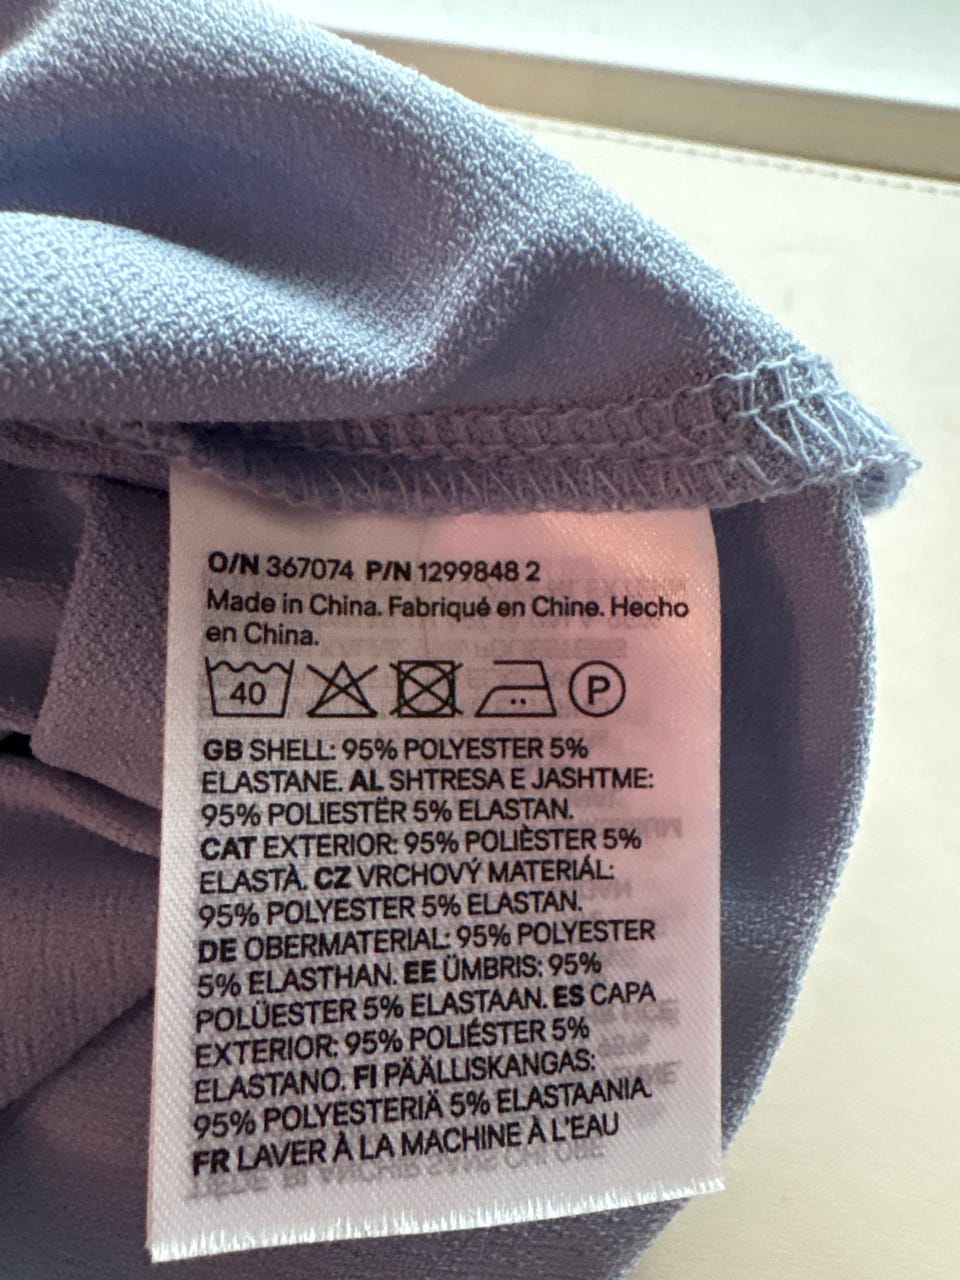 O/N 367074 P/N 1299848 2
Made in China. Fabriqué en Chine. Hecho
en China.
40 P
GB SHELL: 95% POLYESTER 5%
ELASTANE. AL SHTRESA E JASHTME:
95% POLIESTËR 5% ELASTAN.
CAT EXTERIOR: 95% POLIÈSTER 5%
ELASTÀ. CZ VRCHOVÝ MATERIÁL:
95% POLYESTER 5% ELASTAN.
DE OBERMATERIAL: 95% POLYESTER
5% ELASTHAN. EE ÜMBRIS: 95%
POLÜESTER 5% ELASTAAN. ES CAPA
EXTERIOR: 95% POLIÉSTER 5%
ELASTANO. FI PÄÄLLISKANGAS:
95% POLYESTERIÄ 5% ELASTAANIA.
FR LAVER À LA MACHINE À L'EAU